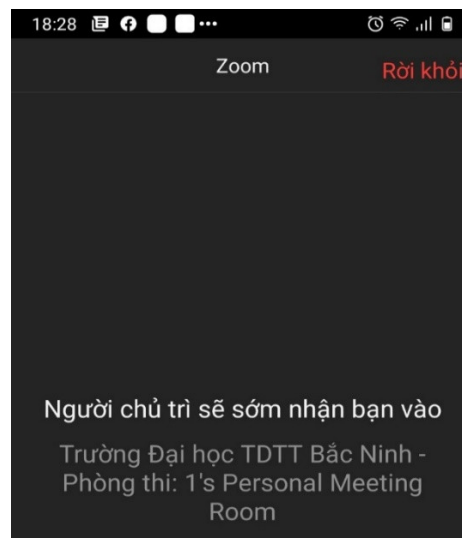 18:28
Zoom Rời khỏi
Người chủ trì sẽ sớm nhận bạn vào
Trường Đại học TDTT Bắc Ninh -
Phòng thi: 1's Personal Meeting
Room